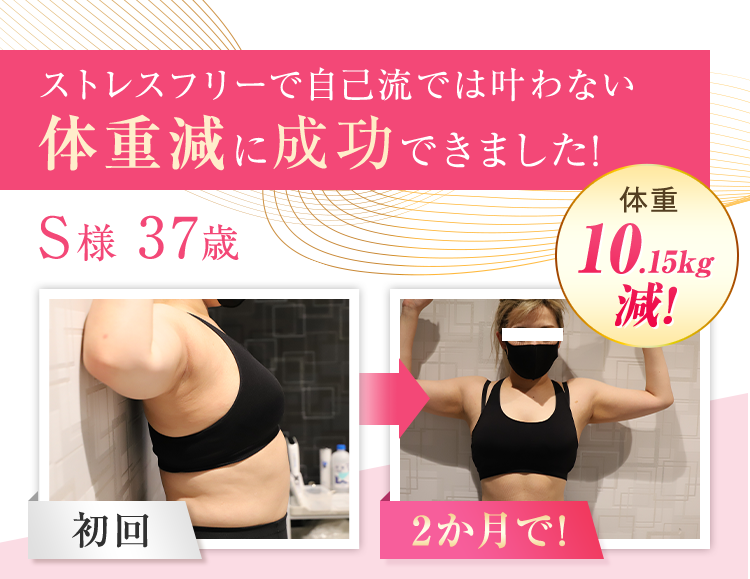 ストレスフリーで自己流では叶わない
体重減に成功できました!
S様 37歳
体重
10.15kg
減!
初回
2か月で!